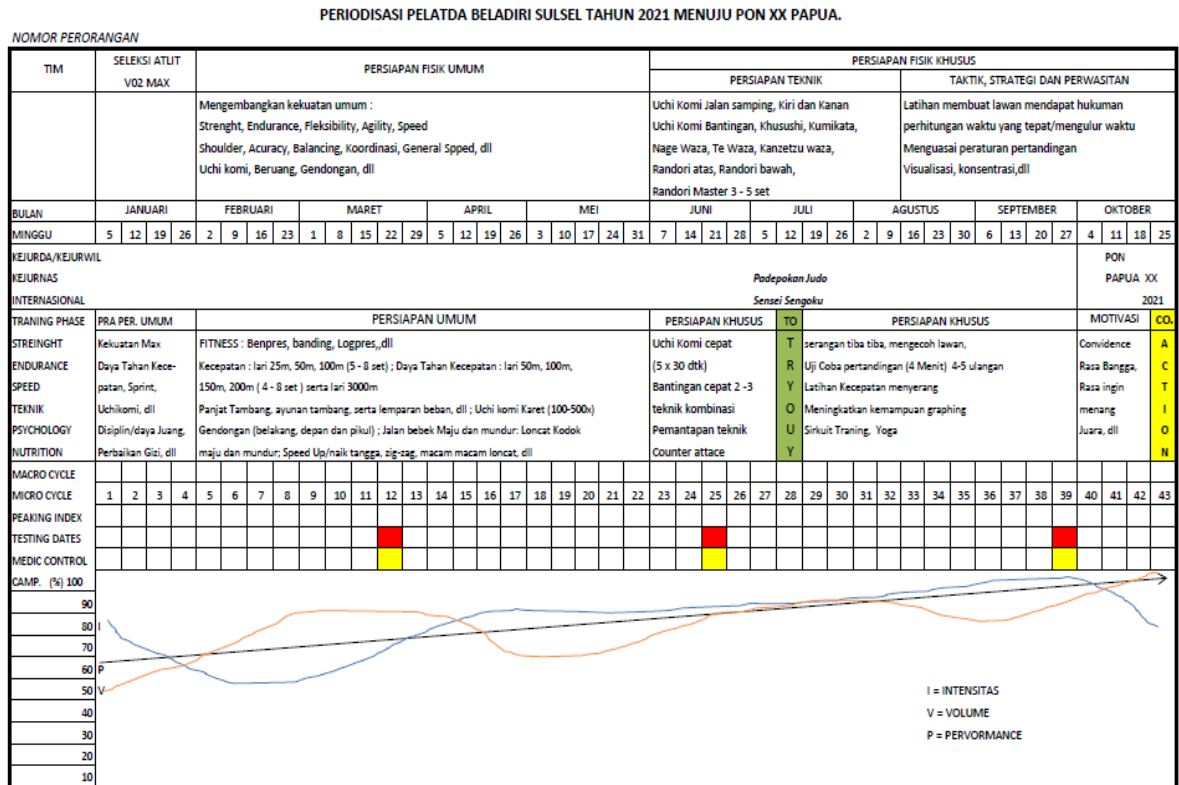 PERIODISASI PELATDA BELADIRI SULSEL TAHUN 2021 MENUJU PON XX PAPUA.
NOMOR PERORANGAN
TIM SELEKSI ATLIT V02 MAX PERSIAPAN FISIK UMUM PERSIAPAN FISIK KHUSUS
PERSIAPAN TEKNIK TAKTIK, STRATEGI DAN PERWASITAN
Mengembangkan kekuatan umum :
Strenght, Endurance, Fleksibility, Agility, Speed
Shoulder, Acuracy, Balancing, Koordinasi, General Spped, dll
Uchi komi, Beruang, Gendongan, dll
Uchi Komi Jalan samping, Kiri dan Kanan
Uchi Komi Bantingan, Khusushi, Kumikata,
Nage Waza, Te Waza, Kanzetzu waza,
Randori atas, Randori bawah,
Randori Master 3 - 5 set
Latihan membuat lawan mendapat hukuman
perhitungan waktu yang tepat/mengulur waktu
Menguasai peraturan pertandingan
Visualisasi, konsentrasi,dll
BULAN JANUARI FEBRUARI MARET APRIL MEI JUNI JULI AGUSTUS SEPTEMBER OKTOBER
MINGGU 5 12 19 26 2 9 16 23 1 8 15 22 29 5 12 19 26 3 10 17 24 31 7 14 21 28 5 12 19 26 2 9 16 23 30 6 13 20 27 4 11 18 25
KEJURDA/KEJURWIL PON
KEJURNAS Padepokan Judo PAPUA XX
INTERNASIONAL Sensei Sengoku 2021
TRANING PHASE PRA PER. UMUM PERSIAPAN UMUM PERSIAPAN KHUSUS TO PERSIAPAN KHUSUS MOTIVASI CO.
STREINGHT Kekuatan Max FITNESS : Benpres, banding, Logpres,,dll Uchi Komi cepat T serangan tiba tiba, mengecoh lawan, Convidence A
ENDURANCE Daya Tahan Kece- Kecepatan : lari 25m, 50m, 100m (5 - 8 set) ; Daya Tahan Kecepatan : lari 50m, 100m, (5 x 30 dtk) R Uji Coba pertandingan (4 Menit) 4-5 ulangan Rasa Bangga, C
SPEED patan, Sprint, 150m, 200m ( 4 - 8 set ) serta lari 3000m Bantingan cepat 2 -3 Y Latihan Kecepatan menyerang Rasa ingin T
TEKNIK Uchikomi, dll Panjat Tambang, ayunan tambang, serta lemparan beban, dll ; Uchi komi Karet (100-500x) teknik kombinasi O Meningkatkan kemampuan graphing menang I
PSYCHOLOGY Disiplin/daya Juang, Gendongan (belakang, depan dan pikul) ; Jalan bebek Maju dan mundur: Loncat Kodok Pemantapan teknik U Sirkuit Traning, Yoga Juara, dll O
NUTRITION Perbaikan Gizi, dll maju dan mundur; Speed Up/naik tangga, zig-zag, macam macam loncat, dll Counter attace Y N
MACRO CYCLE
MICRO CYCLE 1 2 3 4 5 6 7 8 9 10 11 12 13 14 15 16 17 18 19 20 21 22 23 24 25 26 27 28 29 30 31 32 33 34 35 36 37 38 39 40 41 42 43
PEAKING INDEX
TESTING DATES
MEDIC CONTROL
CAMP. (%) 100
90
80 I
70
60 P
50 V
I = INTENSITAS
40
V = VOLUME
30
P = PERVORMANCE
20
10